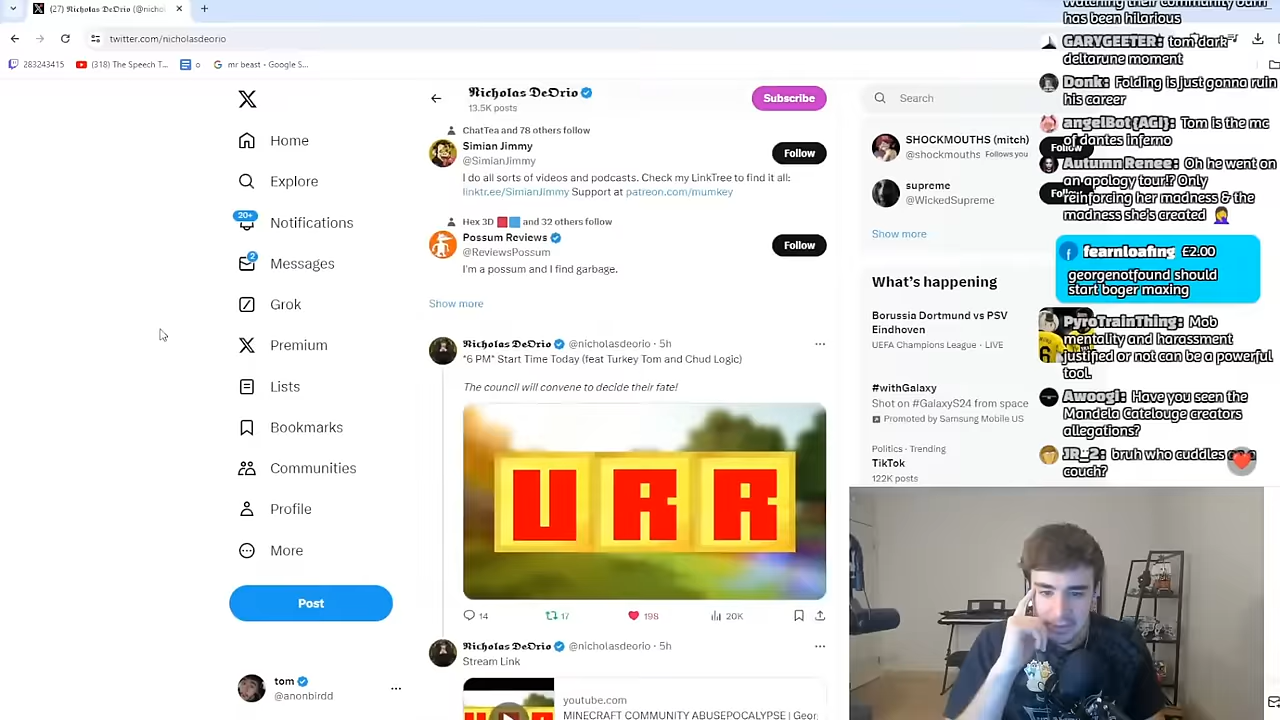 (27) Nicholas DeOrio (@nichol
twitter.com/nicholasdeorio
283243415
(318) The Speech T...
o
mr beast - Google S...
Nicholas DeOrio
13.5K posts
Subscribe
ChatTea and 78 others follow
Simian Jimmy
@SimianJimmy
Follow
I do all sorts of videos and podcasts. Check my LinkTree to find it all:
linktr.ee/SimianJimmy Support at patreon.com/mumkey
Hex 3D and 32 others follow
Possum Reviews
@ReviewsPossum
Follow
I'm a possum and I find garbage.
Show more
Nicholas DeOrio @nicholasdeorio · 5h
"6 PM" Start Time Today (feat Turkey Tom and Chud Logic)
The council will convene to decide their fate!
URR
14
17
198
20K
Nicholas DeOrio @nicholasdeorio · 5h
Stream Link
youtube.com
MINECRAFT COMMUNITY ABUSEPOCALYPSE | Geor
Home
Explore
20+
Notifications
2
Messages
Grok
Premium
Lists
Bookmarks
Communities
Profile
More
Post
tom
@anonbirdd
Search
SHOCKMOUTHS (mitch)
@shockmouths Follows you
Follow
supreme
@WickedSupreme
Show more
What's happening
Borussia Dortmund vs PSV
Eindhoven
UEFA Champions League · LIVE
#withGalaxy
Shot on #GalaxyS24 from space
Promoted by Samsung Mobile US
Politics · Trending
TikTok
122K posts
watching their community
has been hilarious
GARYGEETER: tom dark
deltarune moment
Donk: Folding is just gonna ruin
his career
angelBot (AGI): Tom is the mc
of dantes inferno
Autumn Renee: Oh he went on
an apology tour!? Only
reinforcing her madness & the
madness she's created 🤦‍♀️
fearnloafing £2.00
georgenotfound should
start boger maxing
PyroTrainThing: Mob
mentality and harassment
justified or not can be a powerful
tool.
Awoogi: Have you seen the
Mandela Catelouge creators
allegations?
JR_2: bruh who cuddles on a
couch?